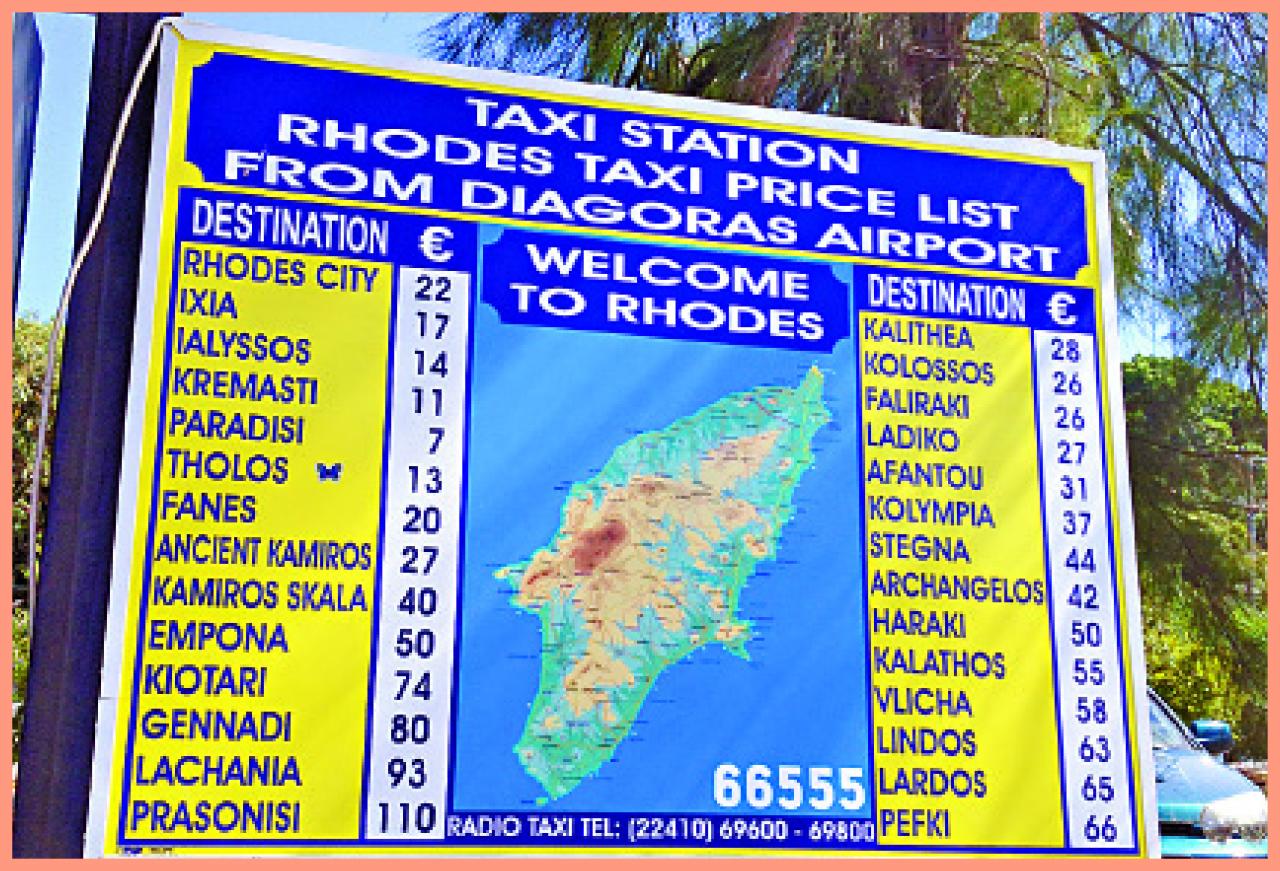 TAXI STATION
RHODES TAXI PRICE LIST
FROM DIAGORAS AIRPORT
DESTINATION €
RHODES CITY 22
IXIA 17
IALYSSOS 14
KREMASTI 11
PARADISI 7
THOLOS 13
FANES 20
ANCIENT KAMIROS 27
KAMIROS SKALA 40
EMPONA 50
KIOTARI 74
GENNADI 80
LACHANIA 93
PRASONISI 110
WELCOME
TO RHODES
66555
RADIO TAXI TEL: (22410) 69600 - 69800
DESTINATION €
KALITHEA 28
KOLOSSOS 26
FALIRAKI 26
LADIKO 27
AFANTOU 31
KOLYMPIA 37
STEGNA 44
ARCHANGELOS 42
HARAKI 50
KALATHOS 55
VLICHA 58
LINDOS 63
LARDOS 65
PEFKI 66